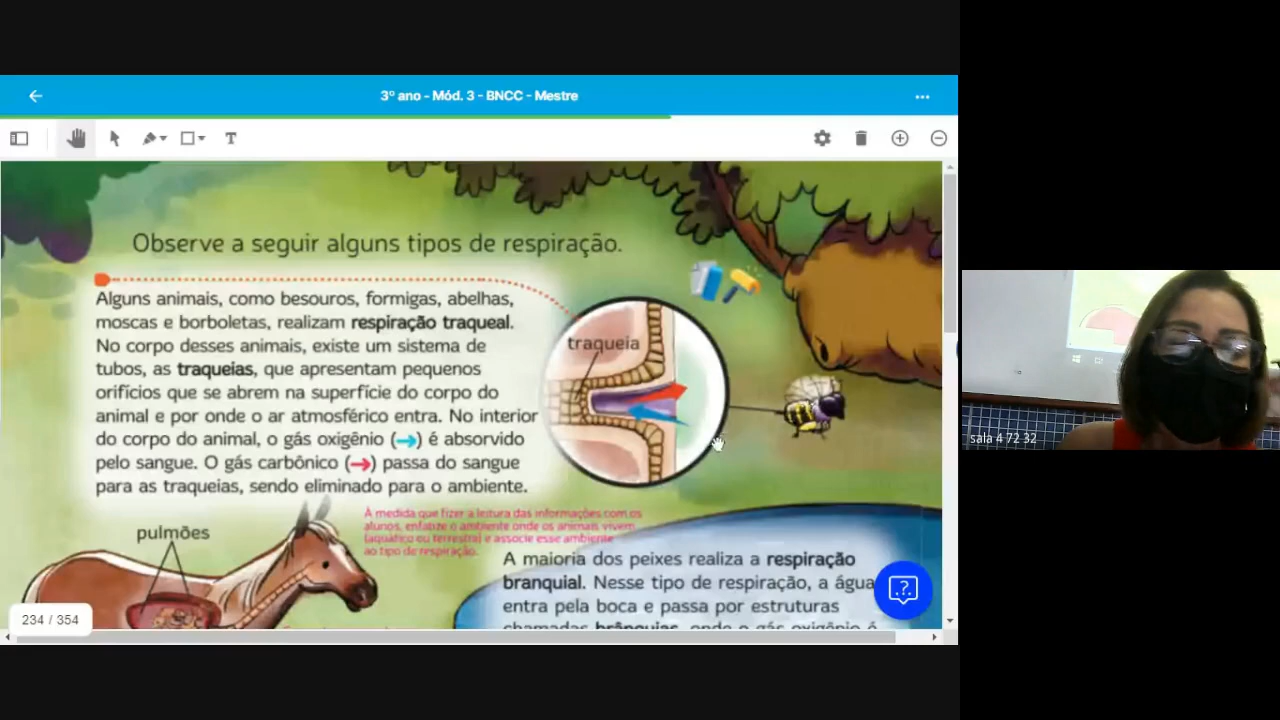 3º ano - Mód. 3 - BNCC - Mestre
T
Observe a seguir alguns tipos de respiração.
Alguns animais, como besouros, formigas, abelhas,
moscas e borboletas, realizam respiração traqueal.
No corpo desses animais, existe um sistema de
tubos, as traqueias, que apresentam pequenos
orifícios que se abrem na superfície do corpo do
animal e por onde o ar atmosférico entra. No interior
do corpo do animal, o gás oxigênio (→) é absorvido
pelo sangue. O gás carbônico (→) passa do sangue
para as traqueias, sendo eliminado para o ambiente.
traqueia
À medida que fizer a leitura das informações com os
alunos, enfatize o ambiente onde os animais vivem
(aquático ou terrestre) e associe esse ambiente
ao tipo de respiração.
pulmões
A maioria dos peixes realiza a respiração
branquial. Nesse tipo de respiração, a água
entra pela boca e passa por estruturas
chamadas brânquias, onde o gás oxigênio é
234 / 354
sala 4 72 32